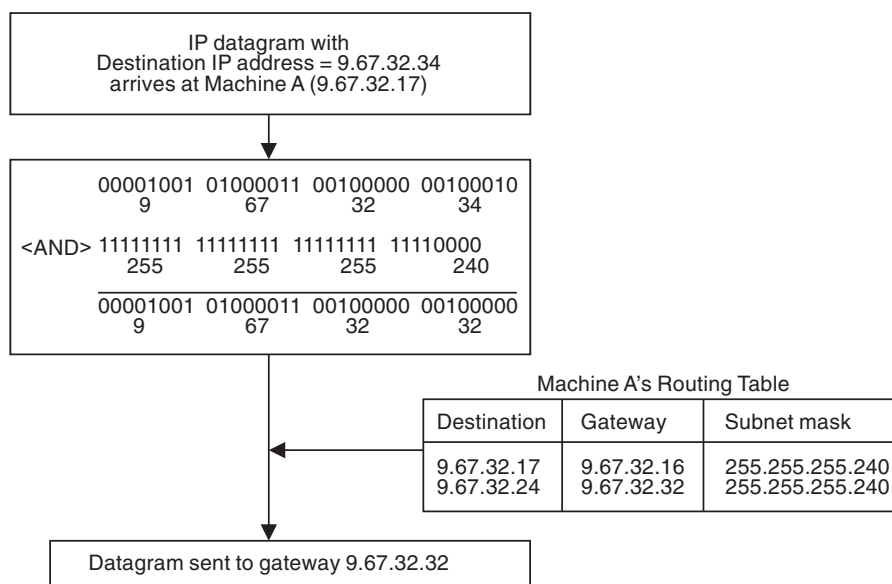 IP datagram with
Destination IP address = 9.67.32.34
arrives at Machine A (9.67.32.17)
00001001 01000011 00100000 00100010
9 67 32 34
<AND> 11111111 11111111 11111111 11110000
255 255 255 240
00001001 01000011 00100000 00100000
9 67 32 32
Machine A's Routing Table
Destination Gateway Subnet mask
9.67.32.17 9.67.32.16 255.255.255.240
9.67.32.24 9.67.32.32 255.255.255.240
Datagram sent to gateway 9.67.32.32